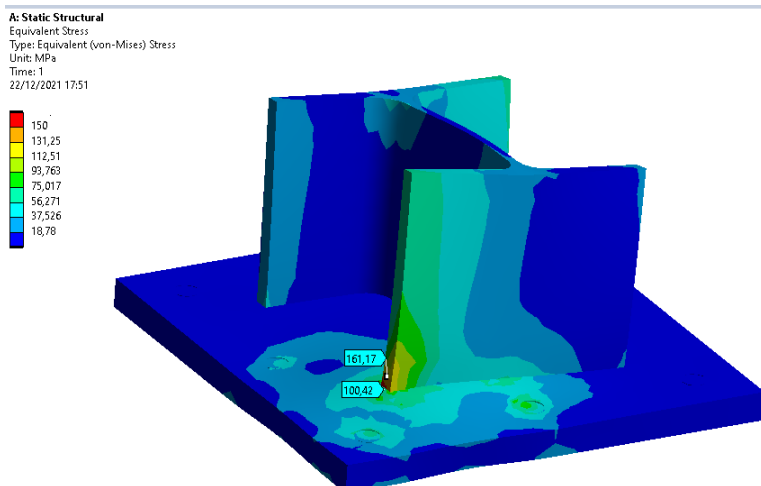 A: Static Structural
Equivalent Stress
Type: Equivalent (von-Mises) Stress
Unit: MPa
Time: 1
22/12/2021 17:51
150
131,25
112,51
93,763
75,017
56,271
37,526
18,78
161,17
100,42